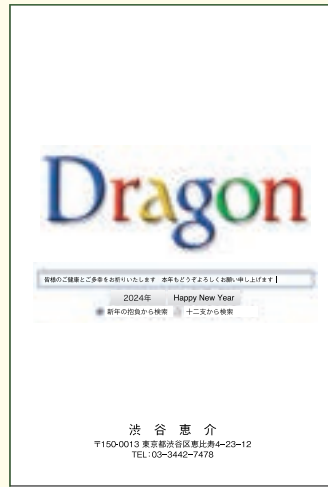 Dragon
皆様のご健康とご多幸をお祈りいたします　本年もどうぞよろしくお願い申し上げます
2024年　Happy New Year
新年の抱負から検索　十二支から検索
渋 谷 恵 介
〒150-0013 東京都渋谷区恵比寿4−23−12
TEL:03−3442−7478